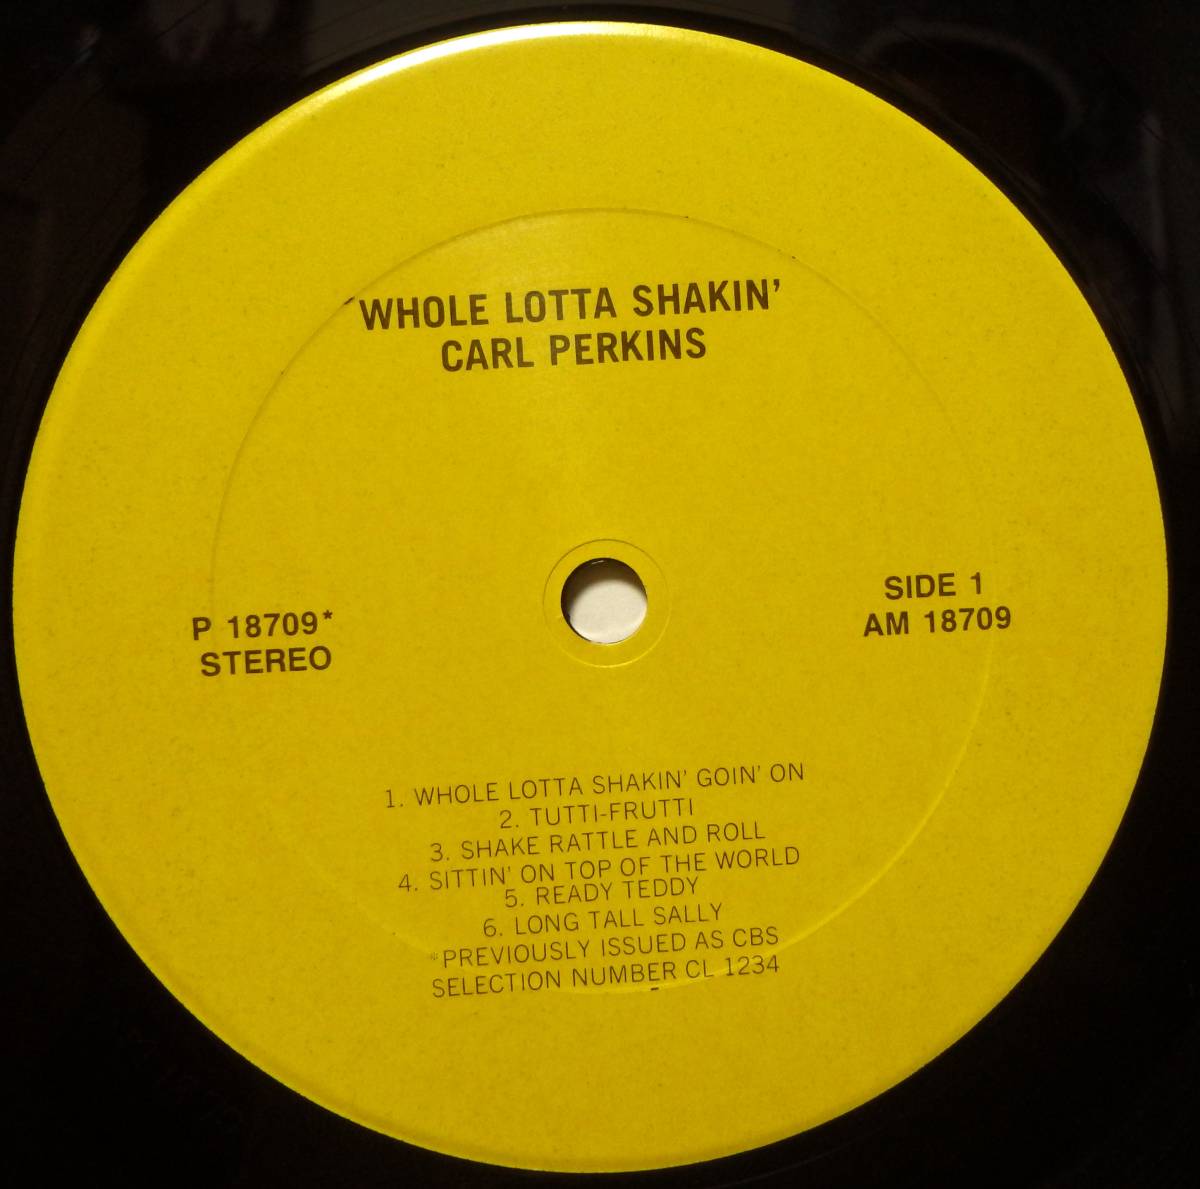 WHOLE LOTTA SHAKIN'
CARL PERKINS
P 18709*
STEREO
SIDE 1
AM 18709
1. WHOLE LOTTA SHAKIN' GOIN' ON
2. TUTTI-FRUTTI
3. SHAKE RATTLE AND ROLL
4. SITTIN' ON TOP OF THE WORLD
5. READY TEDDY
6. LONG TALL SALLY
*PREVIOUSLY ISSUED AS CBS
SELECTION NUMBER CL 1234